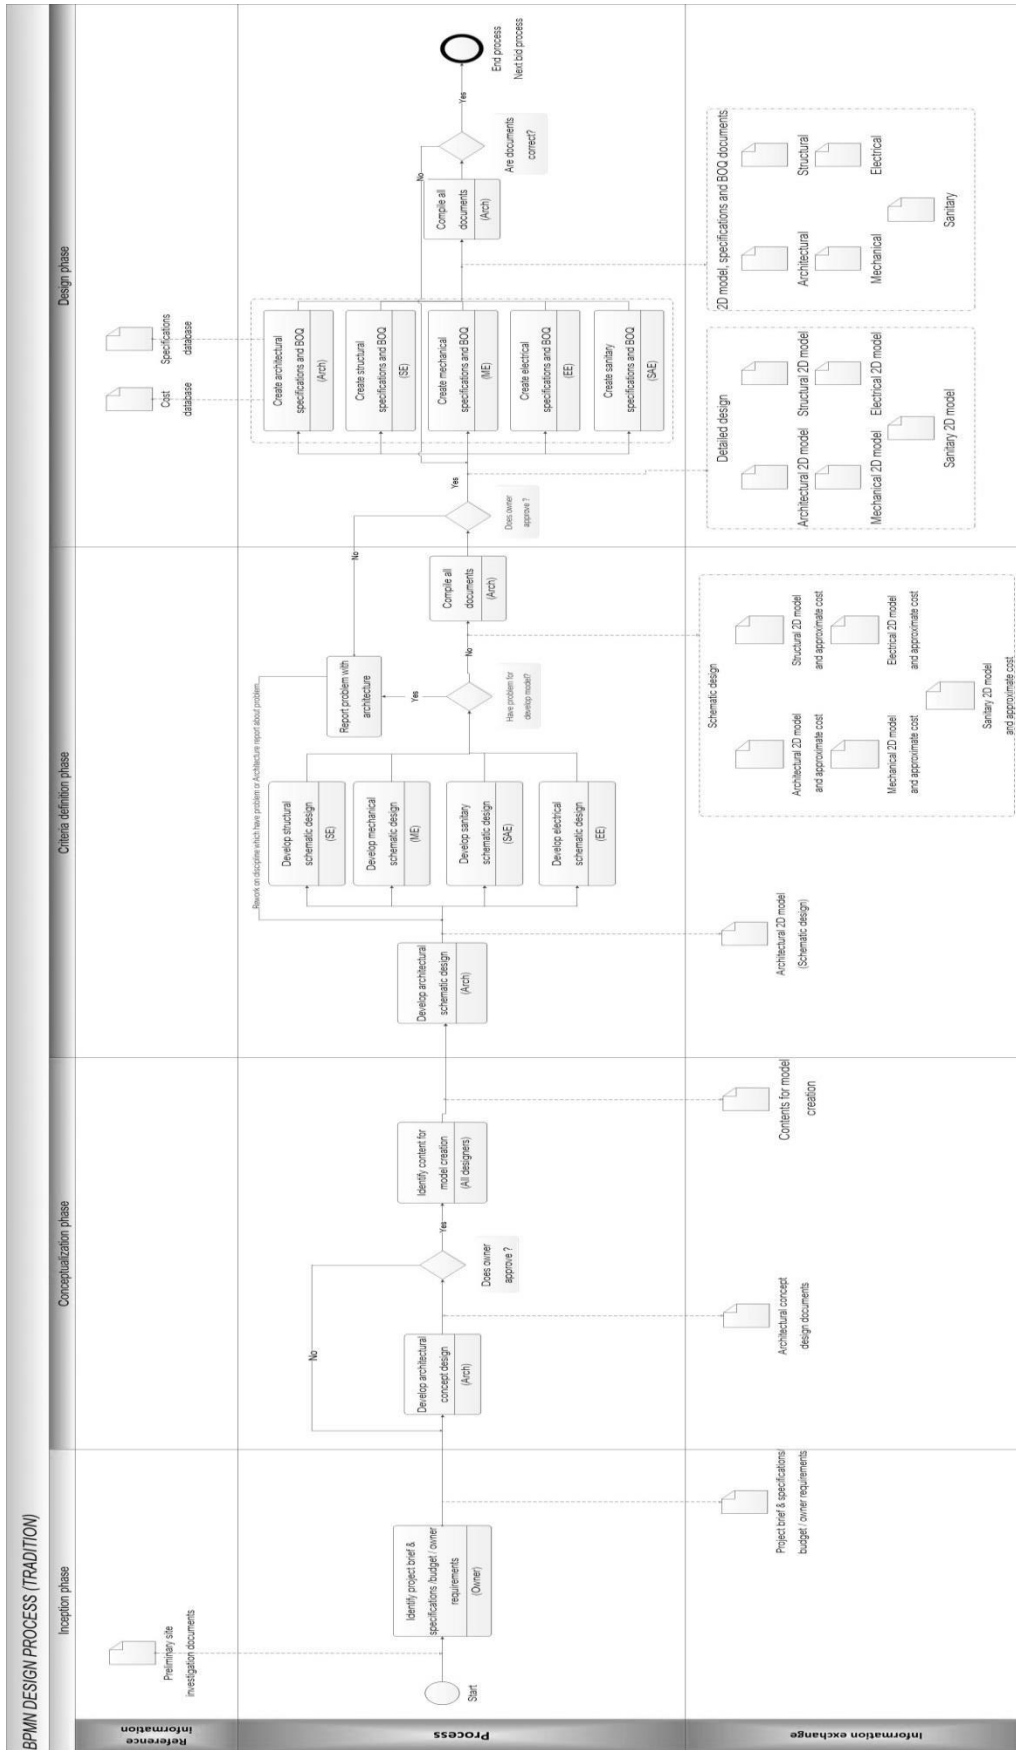 BPMN DESIGN PROCESS (TRADITION)
Inception phase
Conceptualization phase
Criteria definition phase
Design phase
Reference
information
Preliminary site
investigation documents
Cost
database
Specifications
database
Process
Start
Identify project brief &
specifications /budget / owner
requirements
(Owner)
Develop architectural
concept design
(Arch)
No
Does owner
approve ?
Yes
Identify content for
model creation
(All designers)
Develop architectural
schematic design
(Arch)
Rework on discipline which have problem or Architecture report about problem
Develop structural
schematic design
(SE)
Develop mechanical
schematic design
(ME)
Develop sanitary
schematic design
(SAE)
Develop electrical
schematic design
(EE)
Report problem with
architecture
Yes
Have problem for
develop model?
No
Compile all
documents
(Arch)
No
Does owner
approve ?
Yes
Create architectural
specifications and BOQ
(Arch)
Create structural
specifications and BOQ
(SE)
Create mechanical
specifications and BOQ
(ME)
Create electrical
specifications and BOQ
(EE)
Create sanitary
specifications and BOQ
(SAE)
Compile all
documents
(Arch)
No
Are documents
correct?
Yes
End process
Next bid process
Information exchange
Project brief & specifications/
budget / owner requirements
Architectural concept
design documents
Contents for model
creation
Architectural 2D model
(Schematic design)
Schematic design
Architectural 2D model
and approximate cost
Structural 2D model
and approximate cost
Mechanical 2D model
and approximate cost
Electrical 2D model
and approximate cost
Sanitary 2D model
and approximate cost
Detailed design
Architectural 2D model
Structural 2D model
Mechanical 2D model
Electrical 2D model
Sanitary 2D model
2D model, specifications and BOQ documents
Architectural
Structural
Mechanical
Electrical
Sanitary